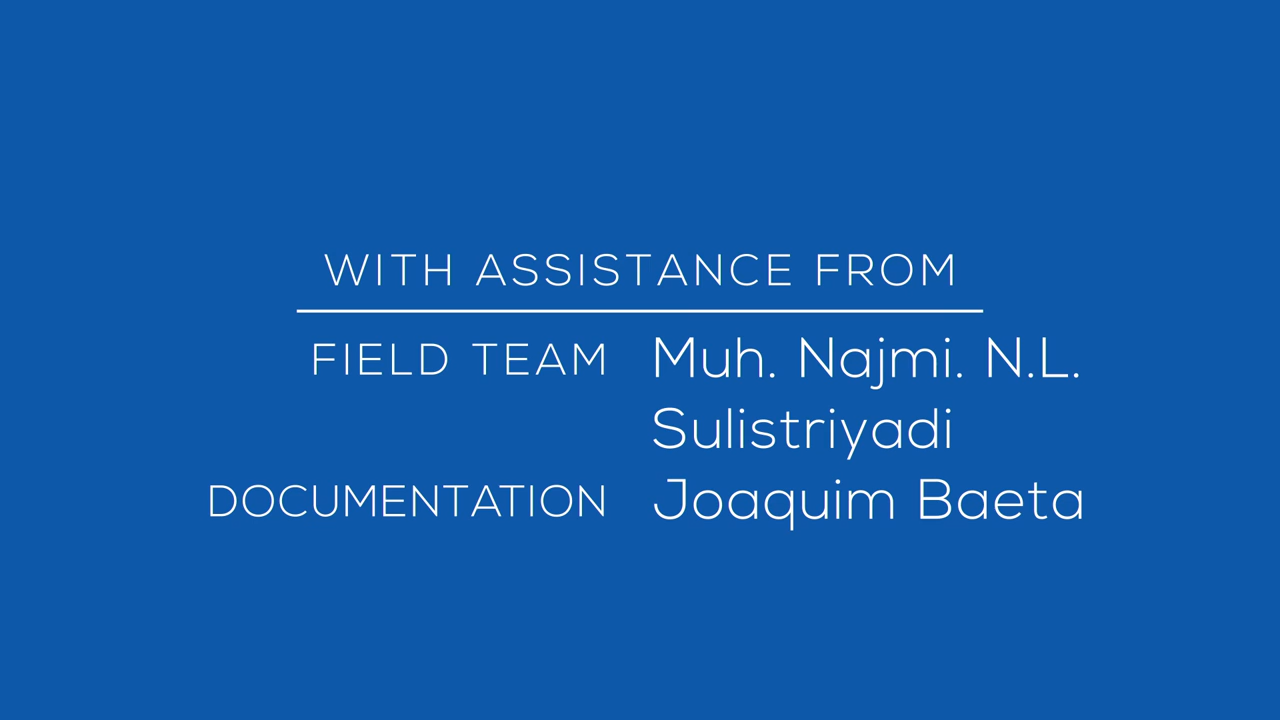 WITH ASSISTANCE FROM
FIELD TEAM Muh. Najmi. N.L.
Sulistriyadi
DOCUMENTATION Joaquim Baeta